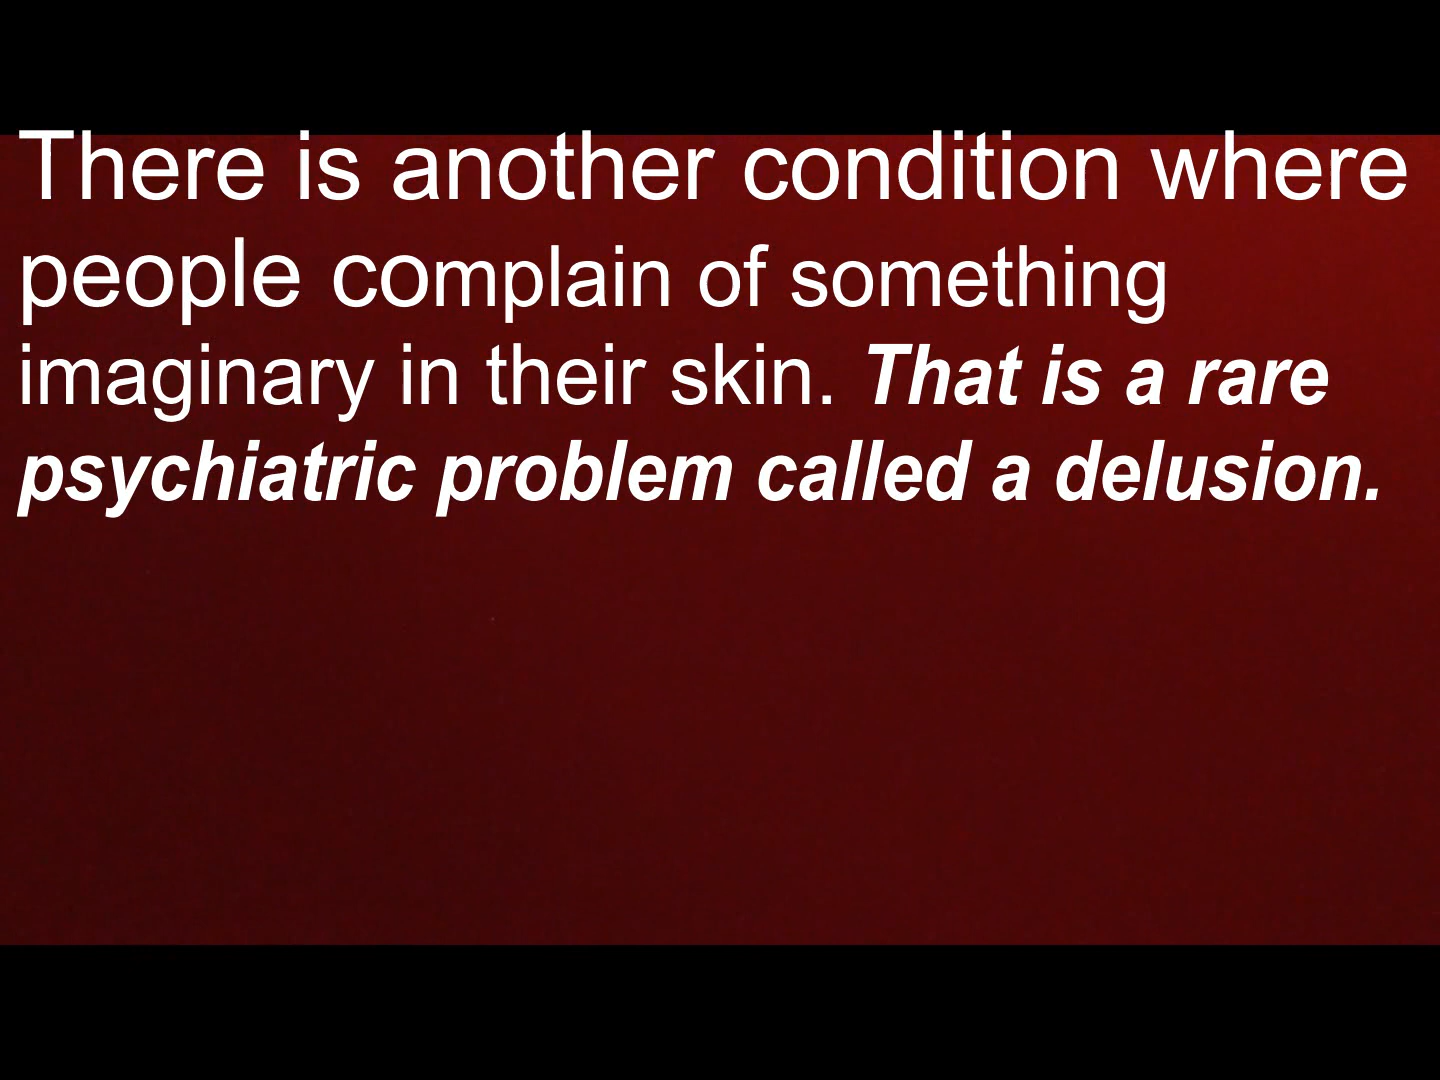 There is another condition where
people complain of something
imaginary in their skin. That is a rare
psychiatric problem called a delusion.